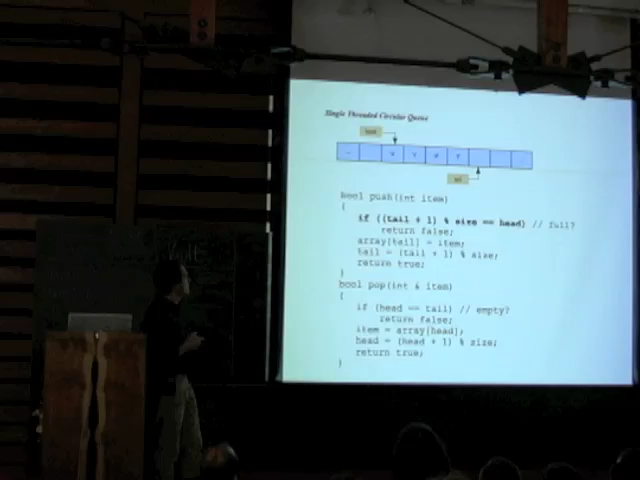 Single Threaded Circular Queue
head
tail
bool push(int item)
{
if ((tail + 1) % size == head) // full?
return false;
array[tail] = item;
tail = (tail + 1) % size;
return true;
}
bool pop(int & item)
{
if (head == tail) // empty?
return false;
item = array[head];
head = (head + 1) % size;
return true;
}